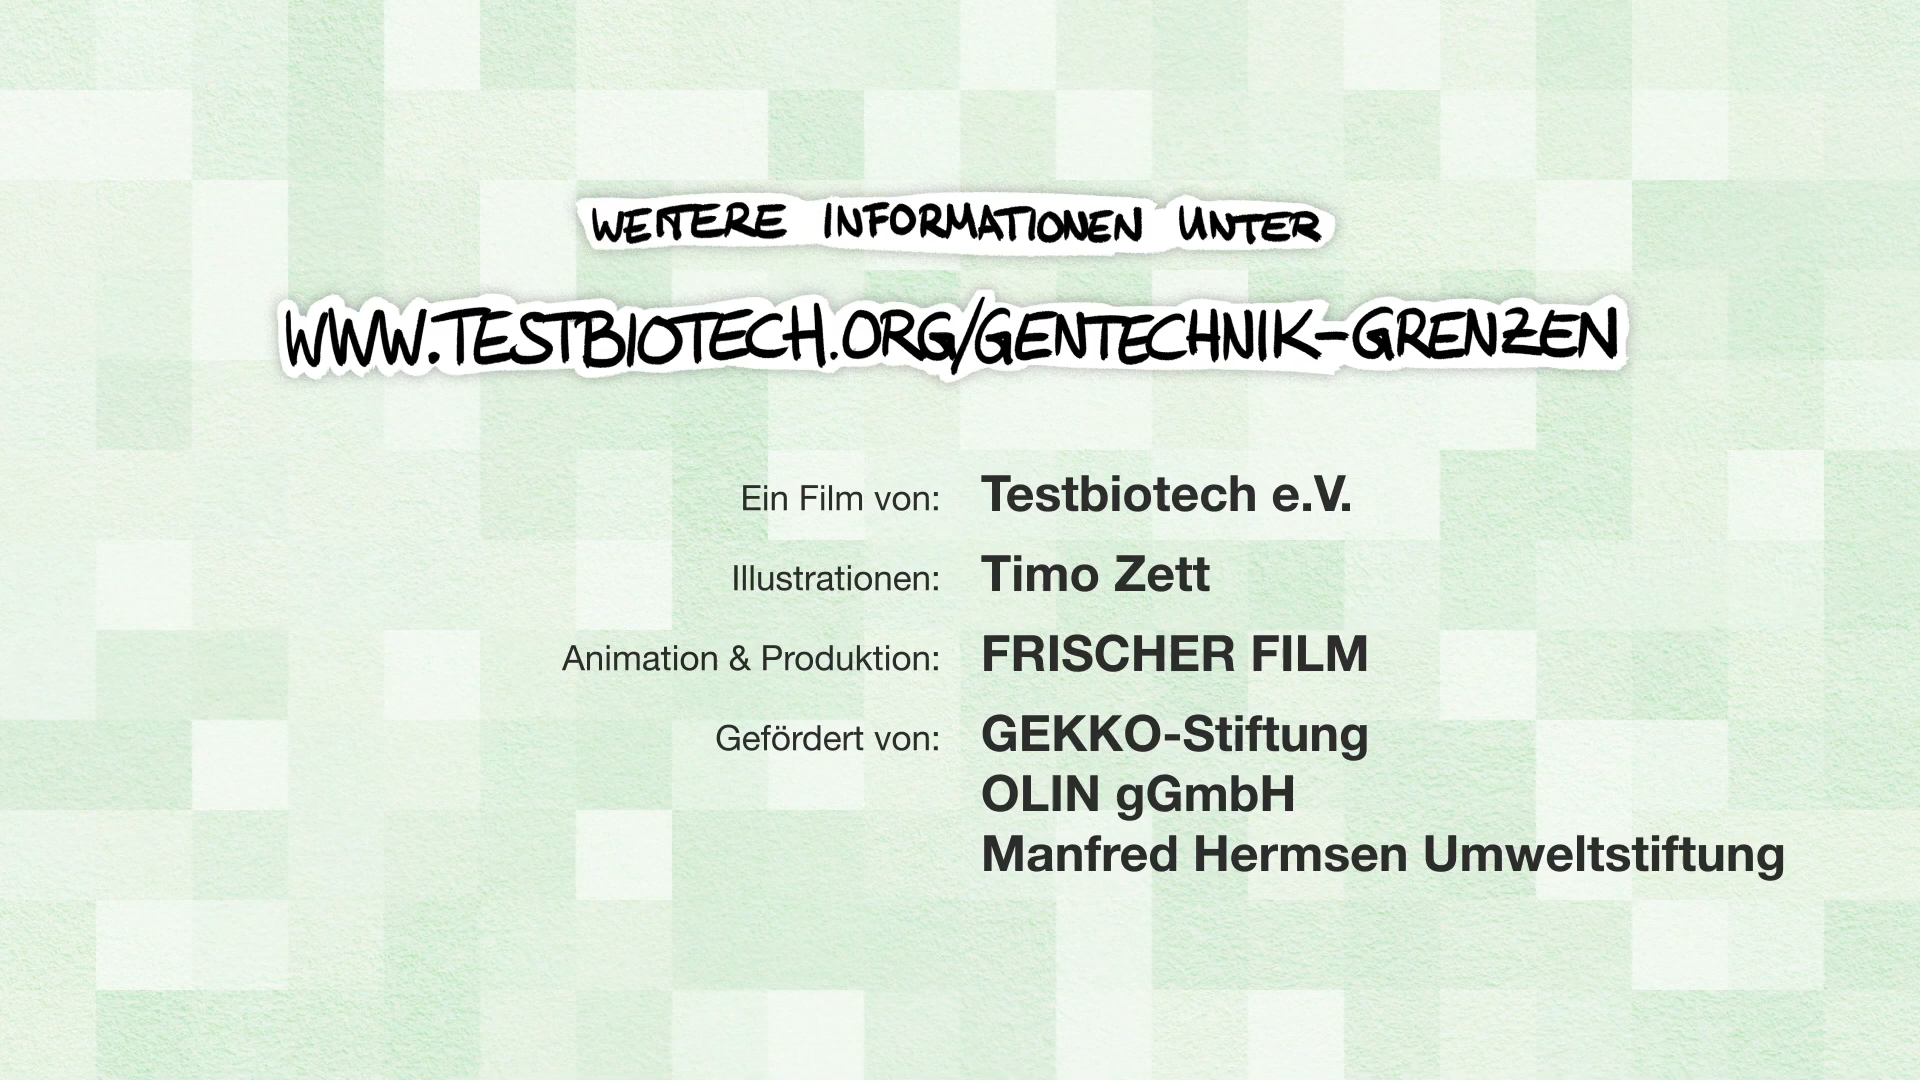 WEITERE INFORMATIONEN UNTER
WWW.TESTBIOTECH.ORG/GENTECHNIK-GRENZEN
Ein Film von: Testbiotech e.V.
Illustrationen: Timo Zett
Animation & Produktion: FRISCHER FILM
Gefördert von: GEKKO-Stiftung
OLIN gGmbH
Manfred Hermsen Umweltstiftung